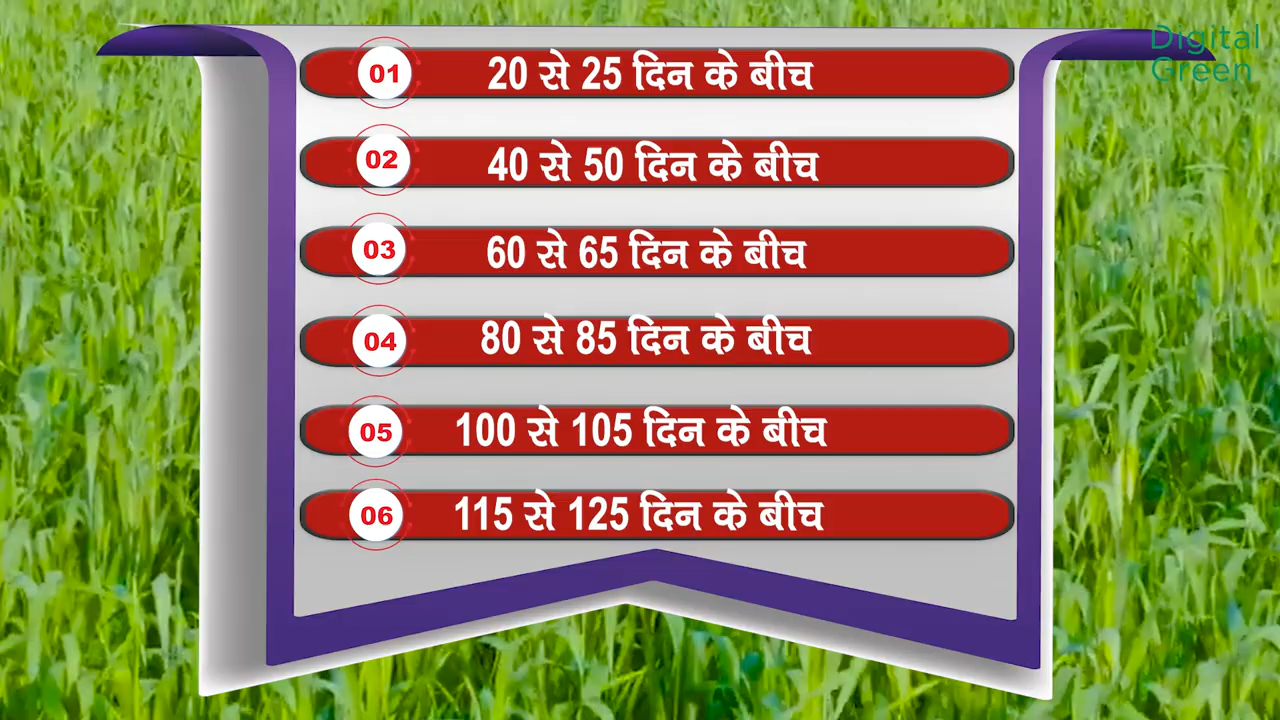 Digital
Green
01 20 से 25 दिन के बीच
02 40 से 50 दिन के बीच
03 60 से 65 दिन के बीच
04 80 से 85 दिन के बीच
05 100 से 105 दिन के बीच
06 115 से 125 दिन के बीच